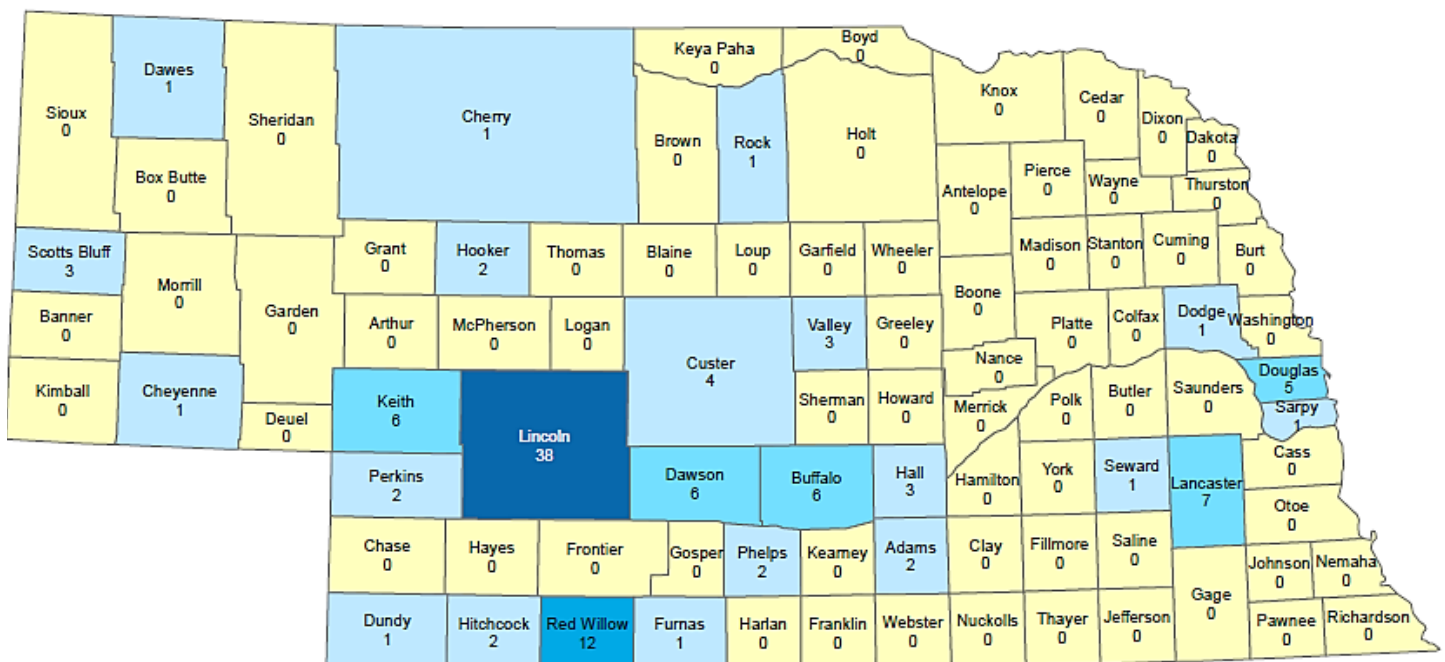 Sioux
0
Dawes
1
Box Butte
0
Sheridan
0
Cherry
1
Keya Paha
0
Boyd
0
Brown
0
Rock
1
Holt
0
Knox
0
Cedar
0
Dixon
0
Dakota
0
Antelope
0
Pierce
0
Wayne
0
Thurston
0
Scotts Bluff
3
Morrill
0
Garden
0
Grant
0
Hooker
2
Thomas
0
Blaine
0
Loup
0
Garfield
0
Wheeler
0
Madison
0
Stanton
0
Cuming
0
Burt
0
Banner
0
Arthur
0
McPherson
0
Logan
0
Custer
4
Valley
3
Greeley
0
Boone
0
Platte
0
Colfax
0
Dodge
1
Washington
0
Kimball
0
Cheyenne
1
Deuel
0
Keith
6
Lincoln
38
Sherman
0
Howard
0
Nance
0
Merrick
0
Polk
0
Butler
0
Saunders
0
Douglas
5
Sarpy
1
Perkins
2
Dawson
6
Buffalo
6
Hall
3
Hamilton
0
York
0
Seward
1
Lancaster
7
Cass
0
Otoe
0
Chase
0
Hayes
0
Frontier
0
Gosper
0
Phelps
2
Kearney
0
Adams
2
Clay
0
Fillmore
0
Saline
0
Gage
0
Johnson
0
Nemaha
0
Dundy
1
Hitchcock
2
Red Willow
12
Furnas
1
Harlan
0
Franklin
0
Webster
0
Nuckolls
0
Thayer
0
Jefferson
0
Pawnee
0
Richardson
0